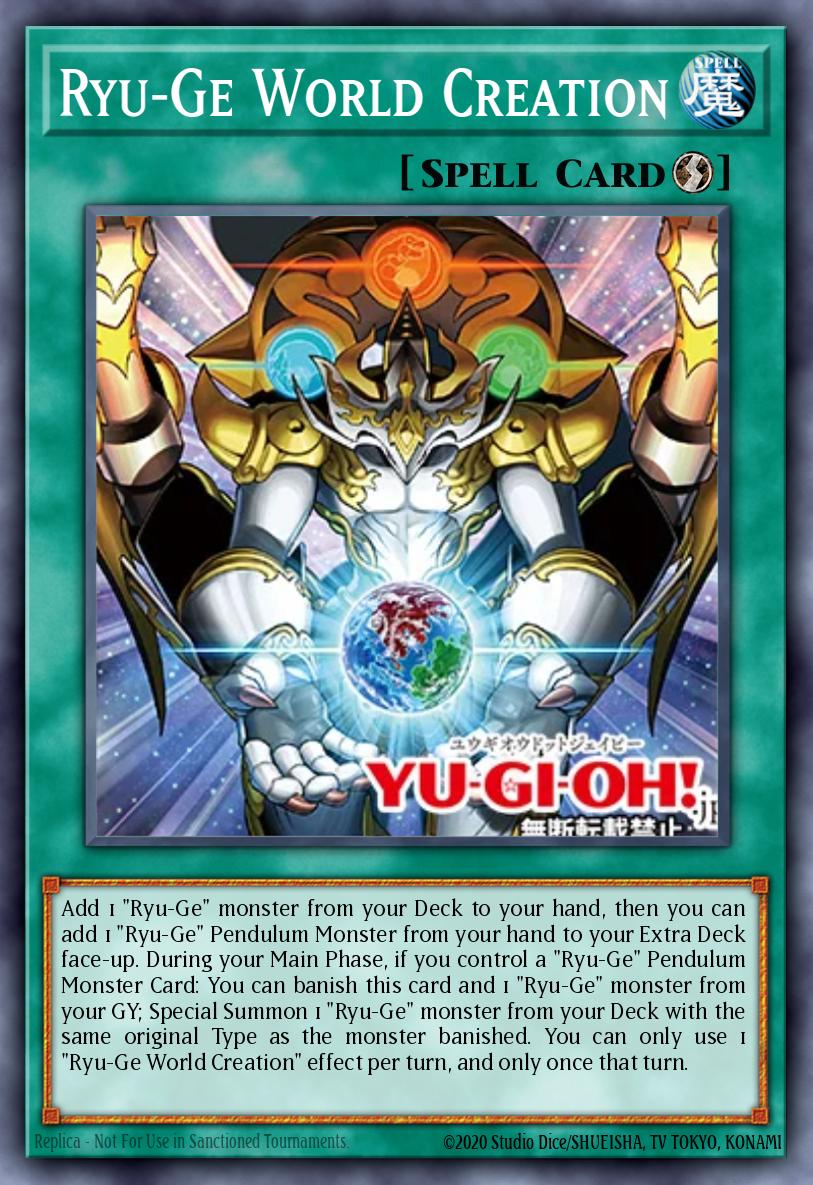 Ryu-Ge World Creation
SPELL
魔
[Spell Card]
ユウギオウドットジェイピー
YU-GI-OH!
.jp
無断転載禁止
Add 1 "Ryu-Ge" monster from your Deck to your hand, then you can
add 1 "Ryu-Ge" Pendulum Monster from your hand to your Extra Deck
face-up. During your Main Phase, if you control a "Ryu-Ge" Pendulum
Monster Card: You can banish this card and 1 "Ryu-Ge" monster from
your GY; Special Summon 1 "Ryu-Ge" monster from your Deck with the
same original Type as the monster banished. You can only use 1
"Ryu-Ge World Creation" effect per turn, and only once that turn.
Replica - Not For Use in Sanctioned Tournaments.
©2020 Studio Dice/SHUEISHA, TV TOKYO, KONAMI